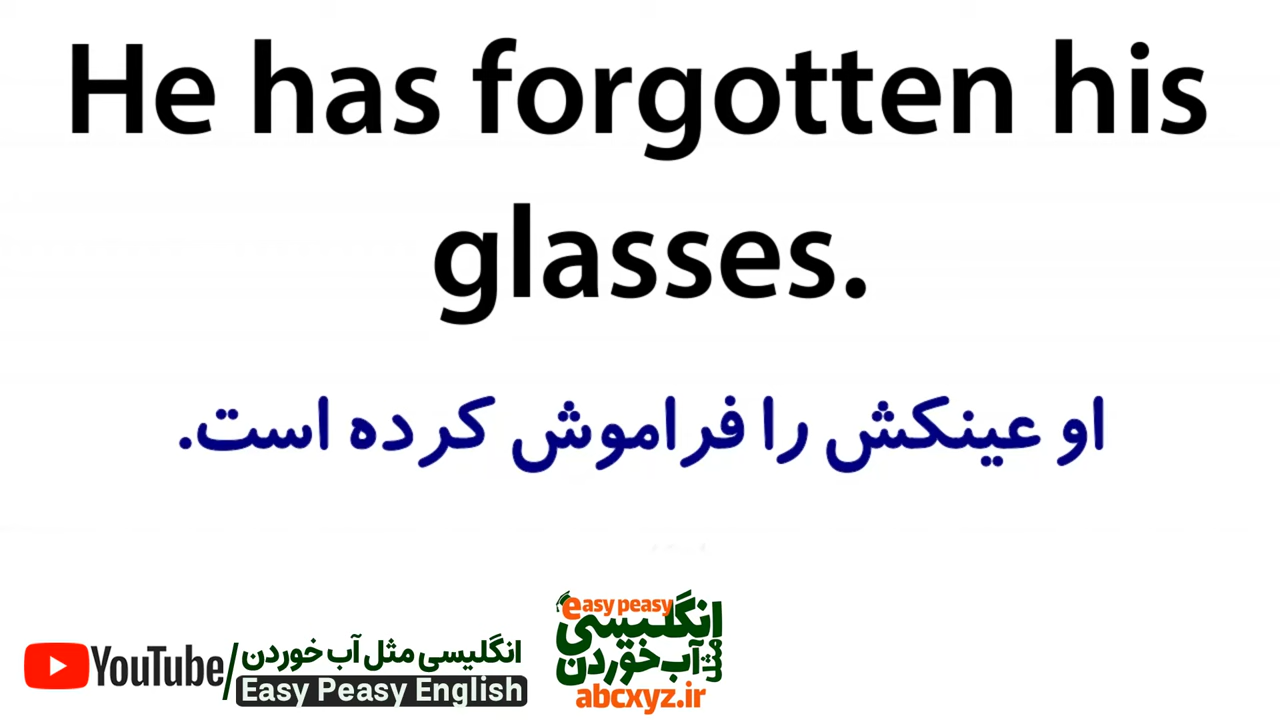 He has forgotten his
glasses.
او عینکش را فراموش کرده است.
YouTube/انگلیسی مثل آب خوردن
Easy Peasy English
easy peasy
انگلیسی
مثل
آب خوردن
abcxyz.ir